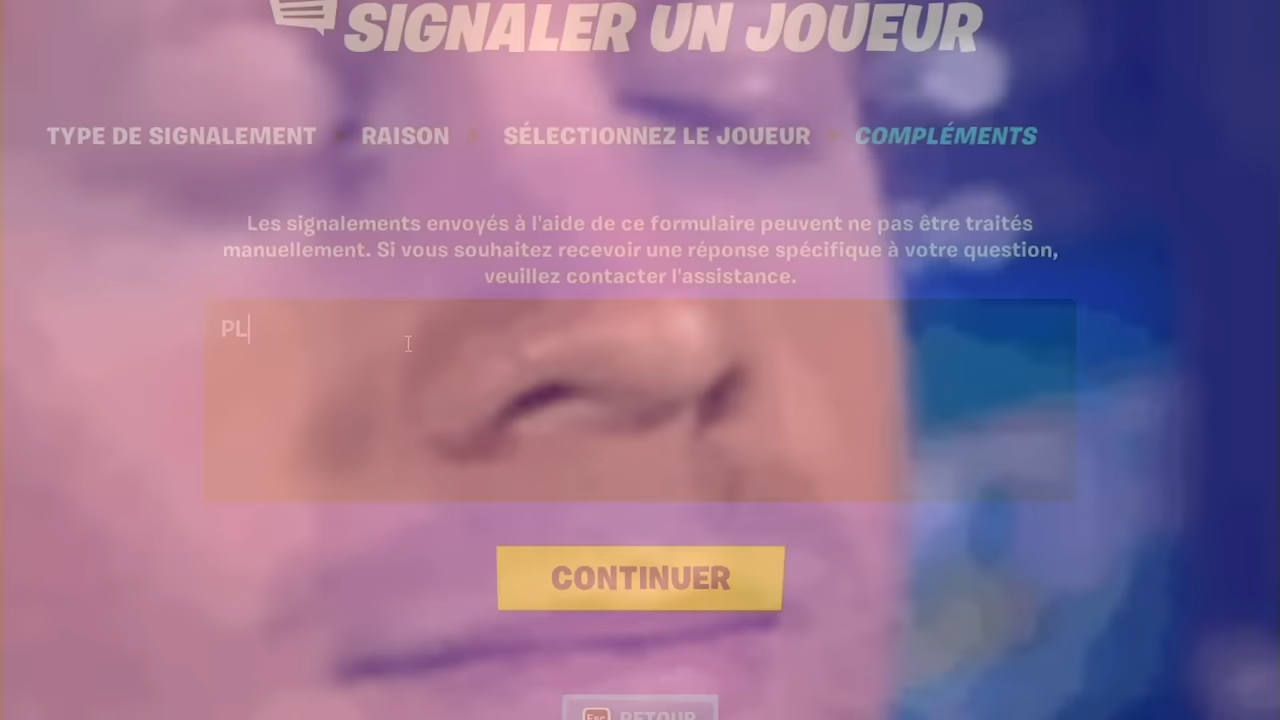 SIGNALER UN JOUEUR
TYPE DE SIGNALEMENT RAISON SÉLECTIONNEZ LE JOUEUR COMPLÉMENTS
Les signalements envoyés à l'aide de ce formulaire peuvent ne pas être traités
manuellement. Si vous souhaitez recevoir une réponse spécifique à votre question,
veuillez contacter l'assistance.
PL
CONTINUER
Esc RETOUR